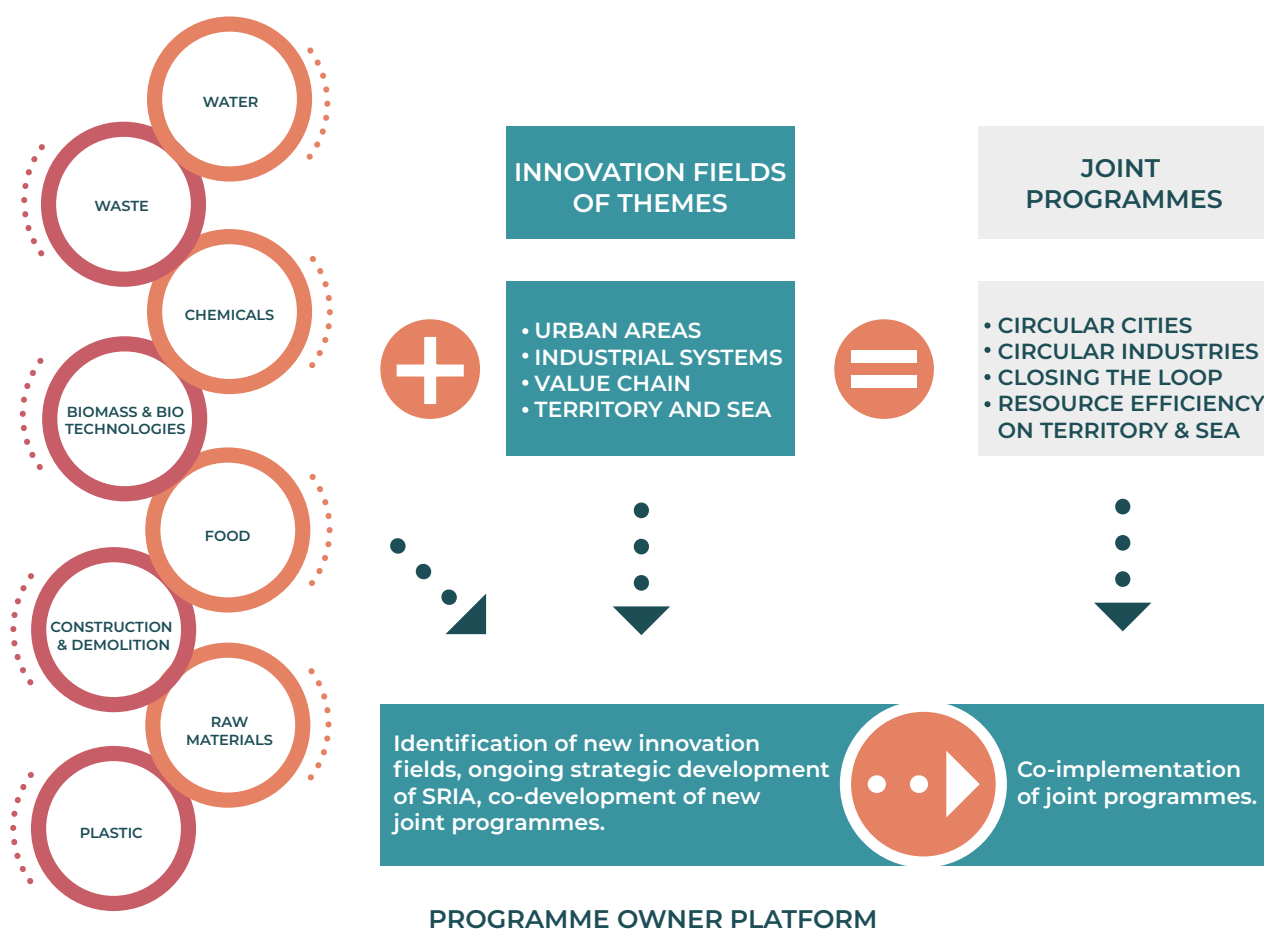 WATER
WASTE
CHEMICALS
BIOMASS & BIO
TECHNOLOGIES
FOOD
CONSTRUCTION
& DEMOLITION
RAW
MATERIALS
PLASTIC
INNOVATION FIELDS
OF THEMES
• URBAN AREAS
• INDUSTRIAL SYSTEMS
• VALUE CHAIN
• TERRITORY AND SEA
JOINT
PROGRAMMES
• CIRCULAR CITIES
• CIRCULAR INDUSTRIES
• CLOSING THE LOOP
• RESOURCE EFFICIENCY
ON TERRITORY & SEA
Identification of new innovation
fields, ongoing strategic development
of SRIA, co-development of new
joint programmes.
Co-implementation
of joint programmes.
PROGRAMME OWNER PLATFORM